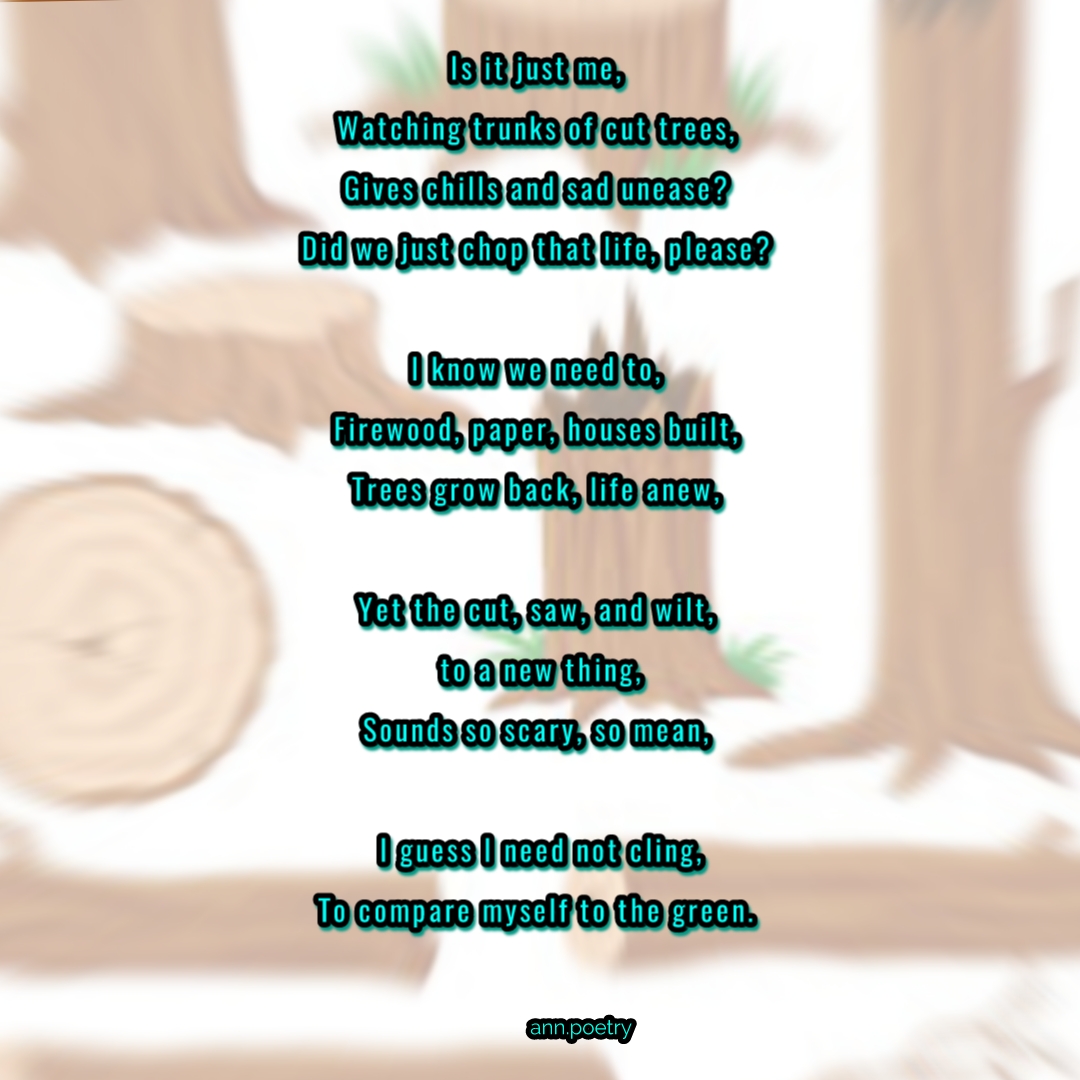 Is it just me,
Watching trunks of cut trees,
Gives chills and sad unease?
Did we just chop that life, please?
I know we need to,
Firewood, paper, houses built,
Trees grow back, life anew,
Yet the cut, saw, and wilt,
to a new thing,
Sounds so scary, so mean,
I guess I need not cling,
To compare myself to the green.
ann.poetry